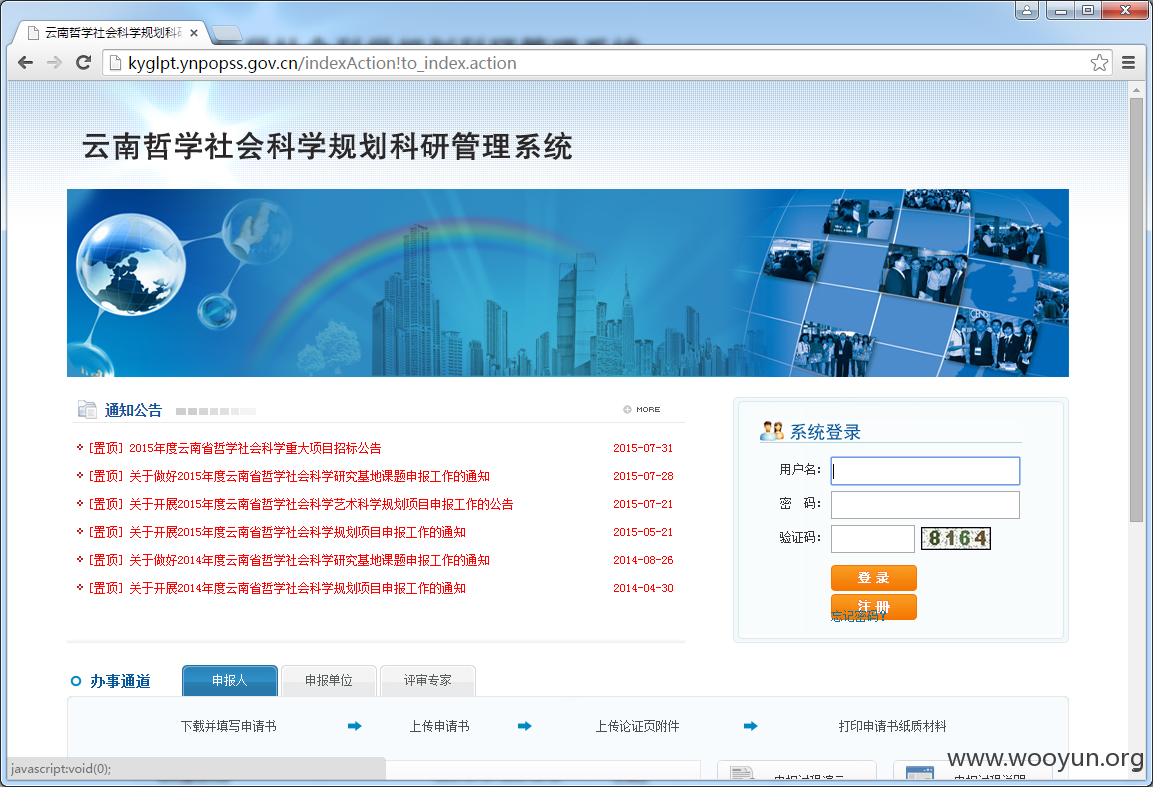 云南哲学社会科学规划科研
kyglpt.ynpopss.gov.cn/indexAction!to_index.action
云南哲学社会科学规划科研管理系统
通知公告
MORE
[置顶] 2015年度云南省哲学社会科学重大项目招标公告 2015-07-31
[置顶] 关于做好2015年度云南省哲学社会科学研究基地课题申报工作的通知 2015-07-28
[置顶] 关于开展2015年度云南省哲学社会科学艺术科学规划项目申报工作的公告 2015-07-21
[置顶] 关于开展2015年度云南省哲学社会科学规划项目申报工作的通知 2015-05-21
[置顶] 关于做好2014年度云南省哲学社会科学研究基地课题申报工作的通知 2014-08-26
[置顶] 关于开展2014年度云南省哲学社会科学规划项目申报工作的通知 2014-04-30
系统登录
用户名：
密 码：
验证码：
8164
登 录
注 册
忘记密码？
办事通道
申报人
申报单位
评审专家
下载并填写申请书
上传申请书
上传论证页附件
打印申请书纸质材料
javascript:void(0);
www.wooyun.org